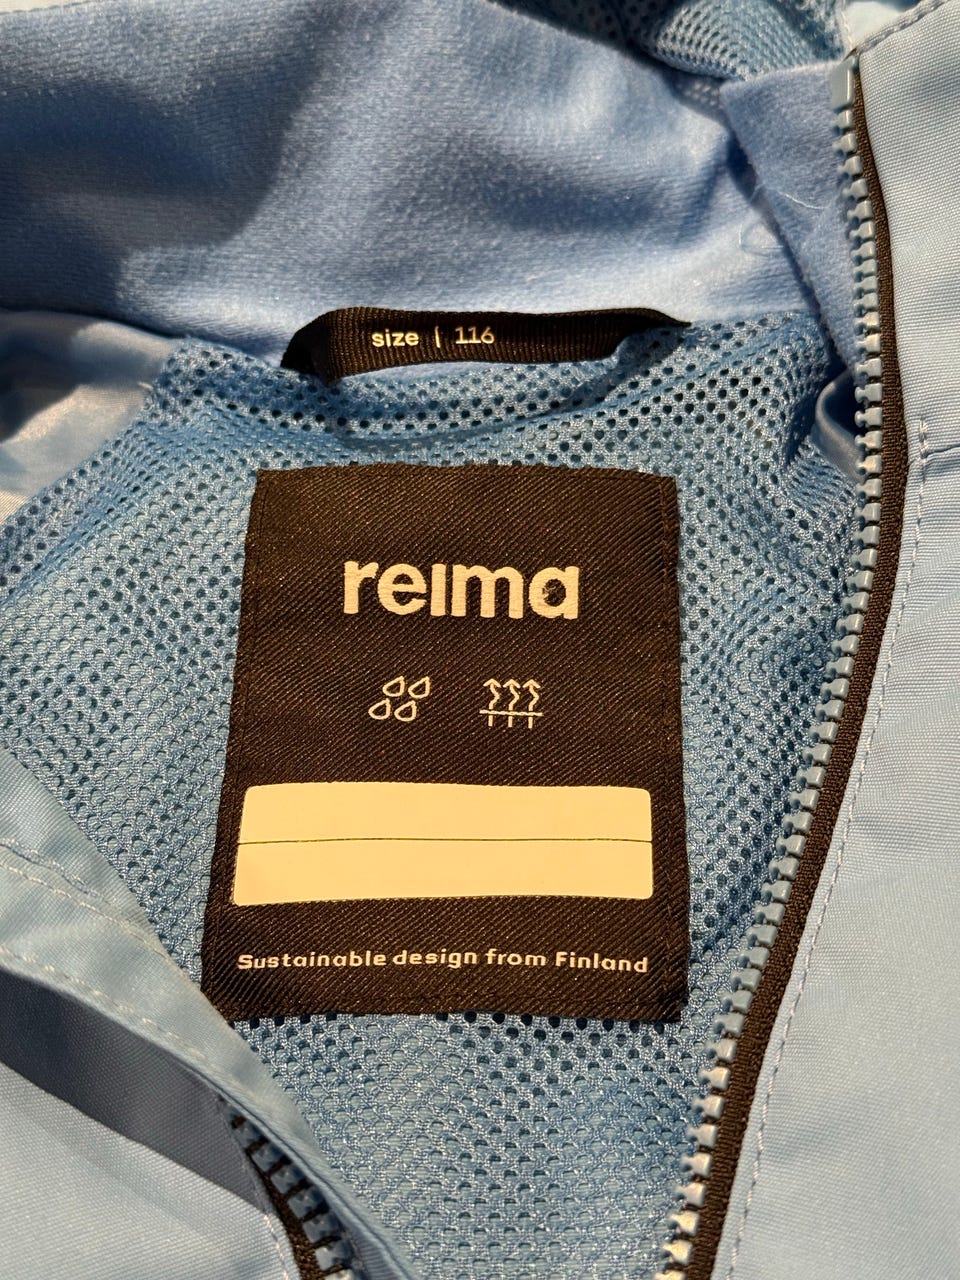 size | 116
reima
Sustainable design from Finland